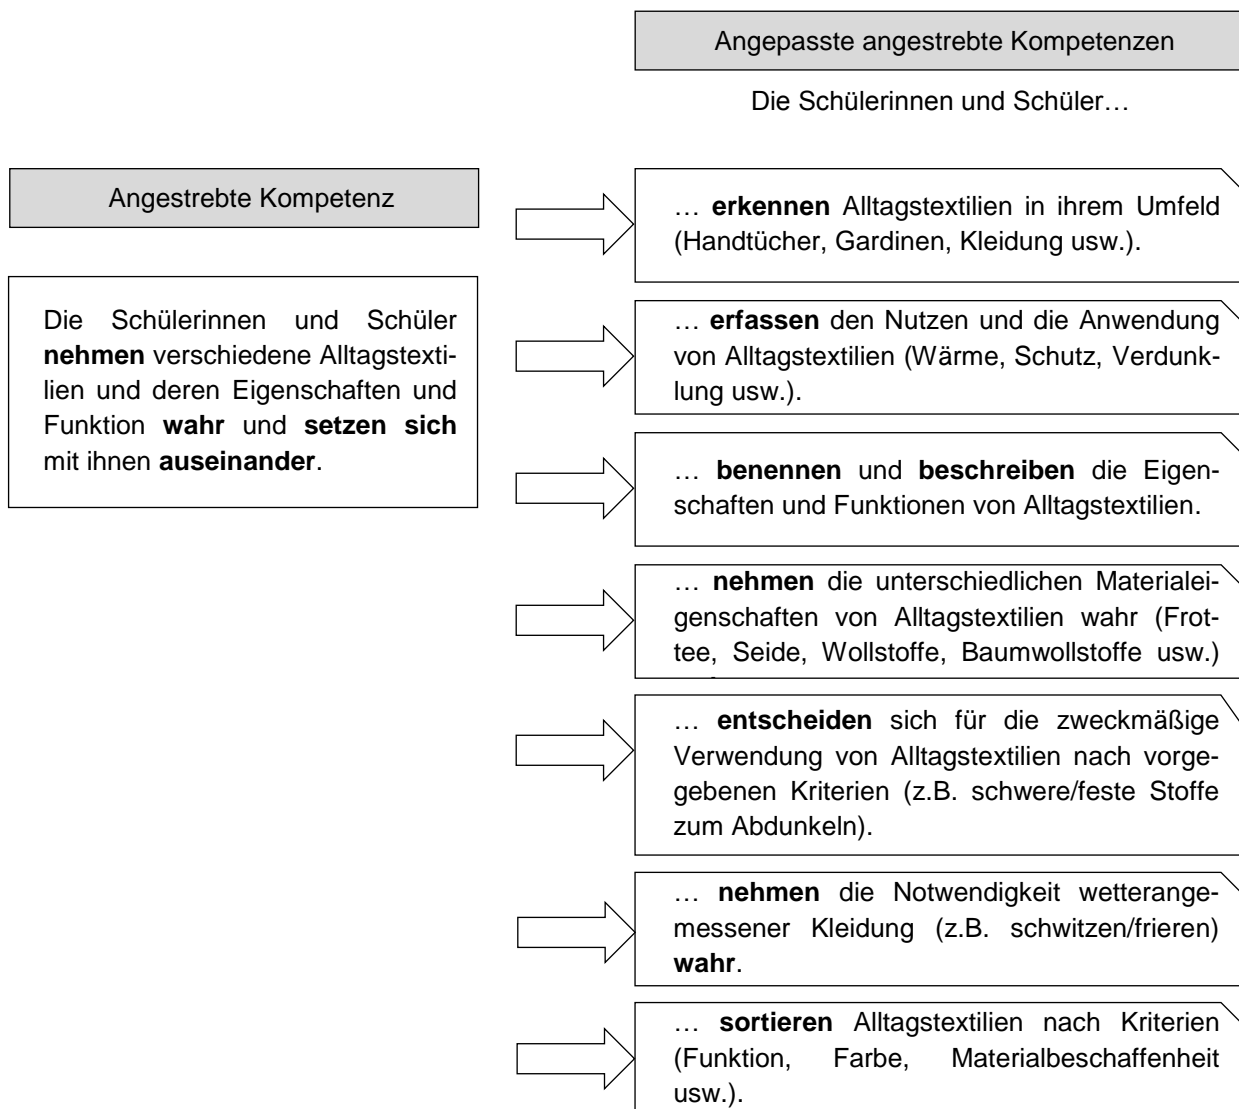 Angepasste angestrebte Kompetenzen
Die Schülerinnen und Schüler…
Angestrebte Kompetenz
Die Schülerinnen und Schüler
nehmen verschiedene Alltagstexti-
lien und deren Eigenschaften und
Funktion wahr und setzen sich
mit ihnen auseinander.
… erkennen Alltagstextilien in ihrem Umfeld
(Handtücher, Gardinen, Kleidung usw.).
… erfassen den Nutzen und die Anwendung
von Alltagstextilien (Wärme, Schutz, Verdunk-
lung usw.).
… benennen und beschreiben die Eigen-
schaften und Funktionen von Alltagstextilien.
… nehmen die unterschiedlichen Materialei-
genschaften von Alltagstextilien wahr (Frot-
tee, Seide, Wollstoffe, Baumwollstoffe usw.)
… entscheiden sich für die zweckmäßige
Verwendung von Alltagstextilien nach vorge-
gebenen Kriterien (z.B. schwere/feste Stoffe
zum Abdunkeln).
… nehmen die Notwendigkeit wetterange-
messener Kleidung (z.B. schwitzen/frieren)
wahr.
… sortieren Alltagstextilien nach Kriterien
(Funktion, Farbe, Materialbeschaffenheit
usw.).